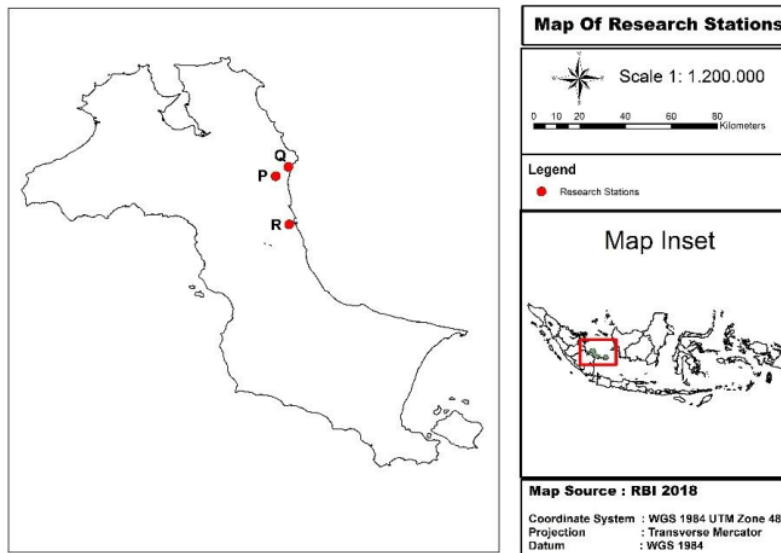 Map Of Research Stations
Scale 1: 1.200.000
0 5 10 20 40 60 80
Kilometers
Legend
Research Stations
Q
P
R
Map Inset
Map Source : RBI 2018
Coordinate System : WGS 1984 UTM Zone 48
Projection : Transverse Mercator
Datum : WGS 1984